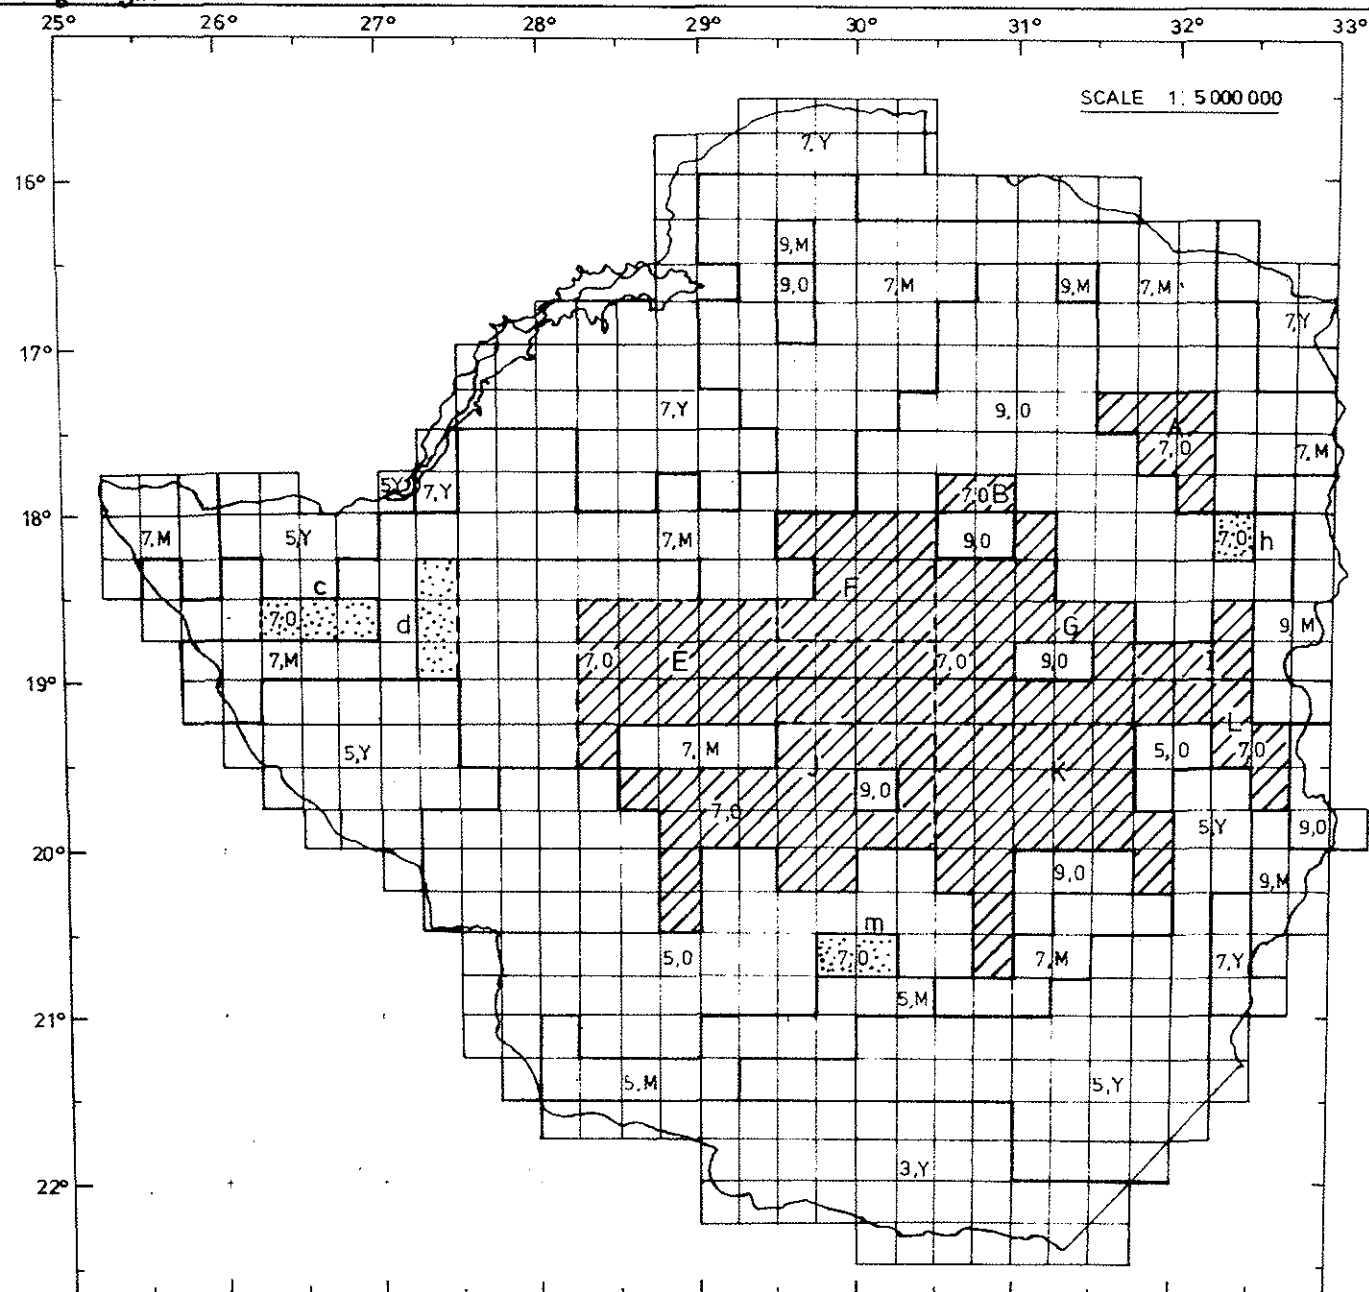 25° 26° 27° 28° 29° 30° 31° 32° 33°
SCALE 1: 5 000 000
7,Y
16°
9,M
9,0 7,M 9,M 7,M
7,Y
17°
7,Y 9,0
A
7,0 7,M
5,Y 7,Y 7,0 B
18°
7,M 5,Y 7,M 9,0 7,0 h
c F
7,0 d G 9,M
7,M 7,0 E 7,0 9,0 I
19°
L
5,Y 7,M 5,0 7,0
J K
9,0
7,0 5,Y 9,0
20°
9,0 9,M
m
5,0 7,0 7,M 7,Y
5,M
21°
5,M 5,Y
3,Y
22°